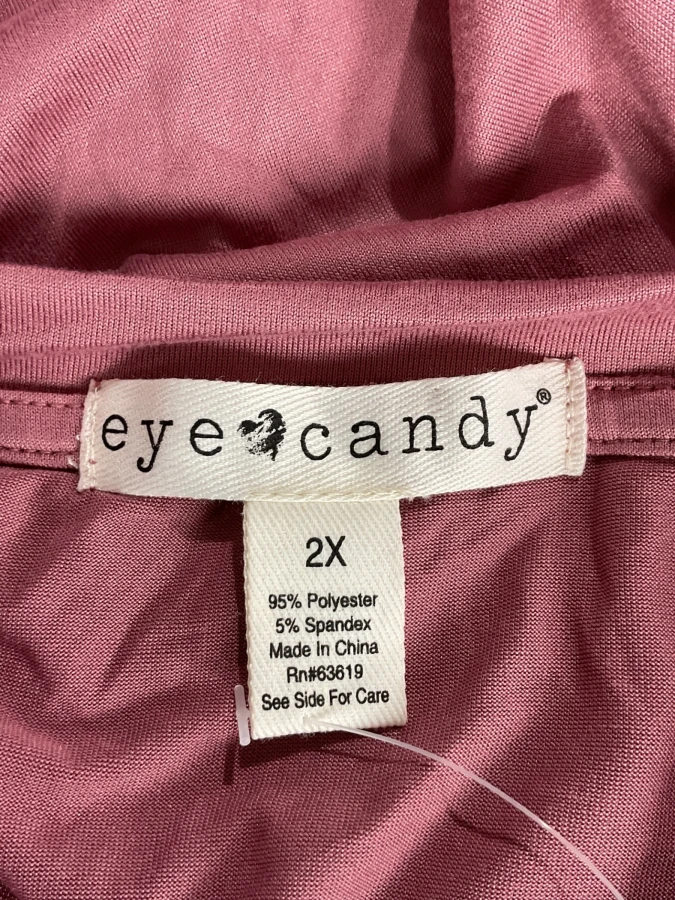 eye candy®
2X
95% Polyester
5% Spandex
Made In China
Rn#63619
See Side For Care